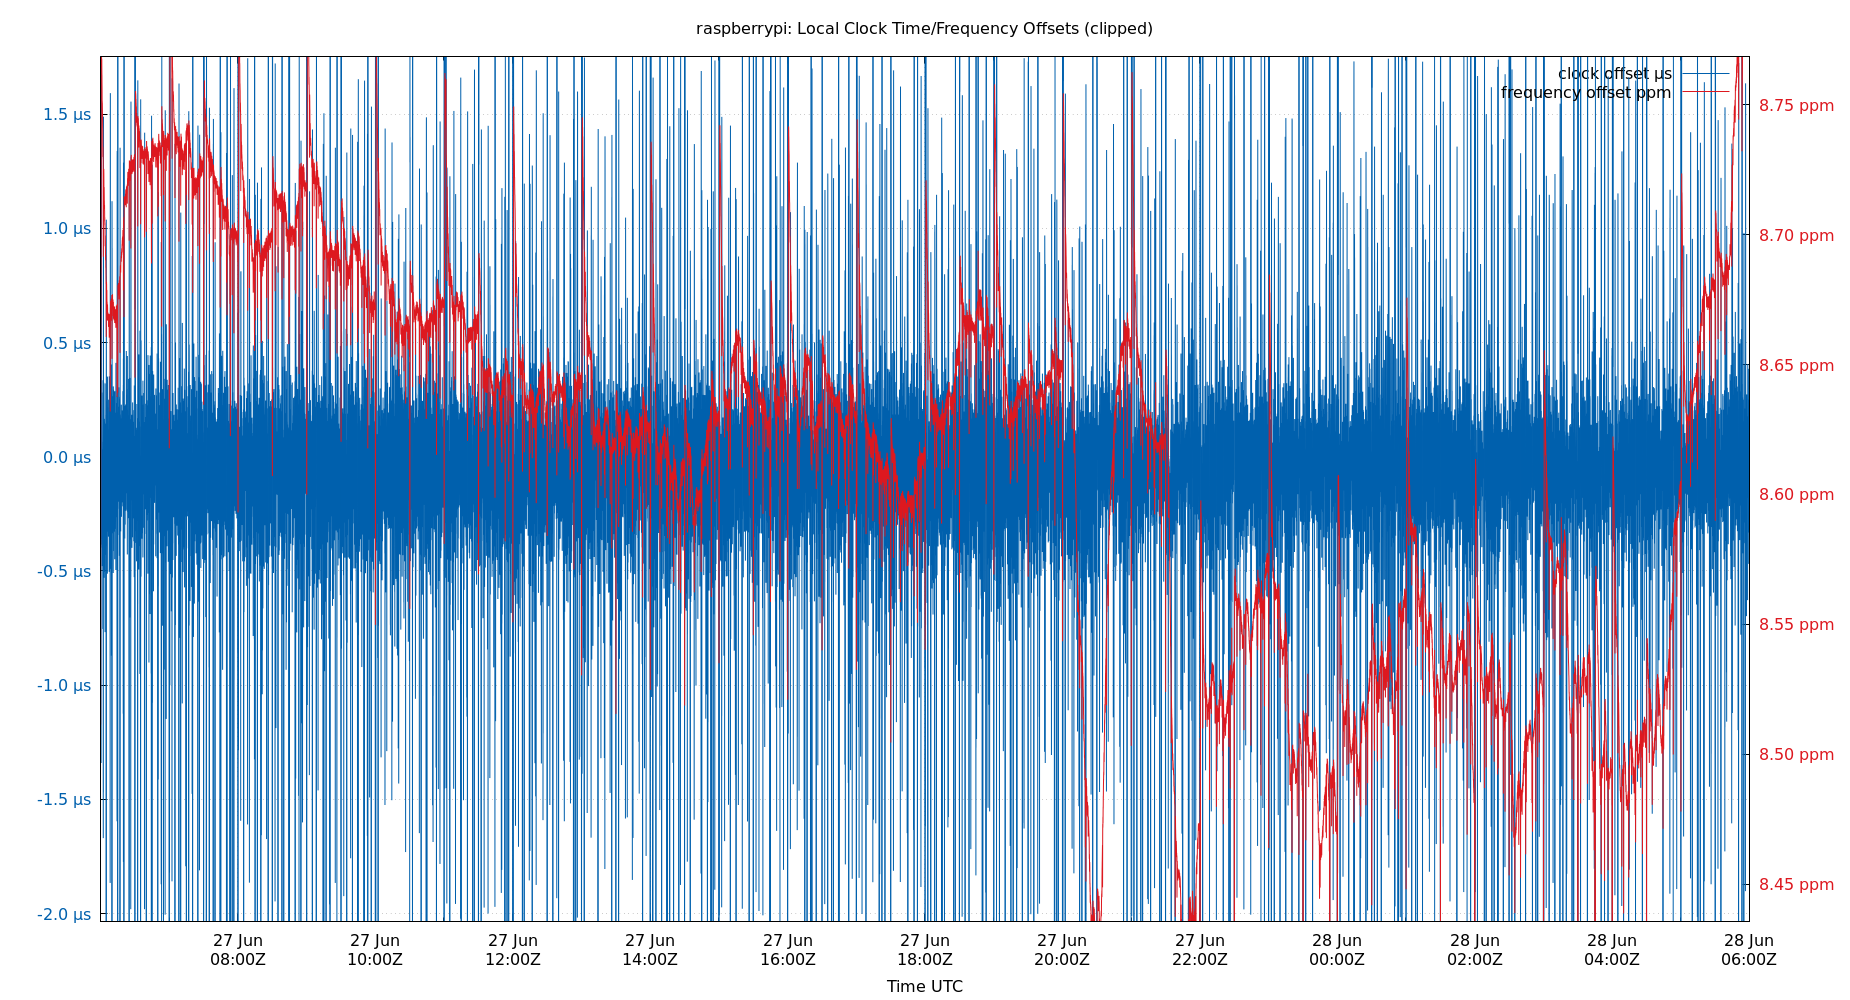 raspberrypi: Local Clock Time/Frequency Offsets (clipped)
clock offset µs
frequency offset ppm
1.5 µs
1.0 µs
0.5 µs
0.0 µs
-0.5 µs
-1.0 µs
-1.5 µs
-2.0 µs
8.75 ppm
8.70 ppm
8.65 ppm
8.60 ppm
8.55 ppm
8.50 ppm
8.45 ppm
27 Jun
08:00Z
27 Jun
10:00Z
27 Jun
12:00Z
27 Jun
14:00Z
27 Jun
16:00Z
27 Jun
18:00Z
27 Jun
20:00Z
27 Jun
22:00Z
28 Jun
00:00Z
28 Jun
02:00Z
28 Jun
04:00Z
28 Jun
06:00Z
Time UTC